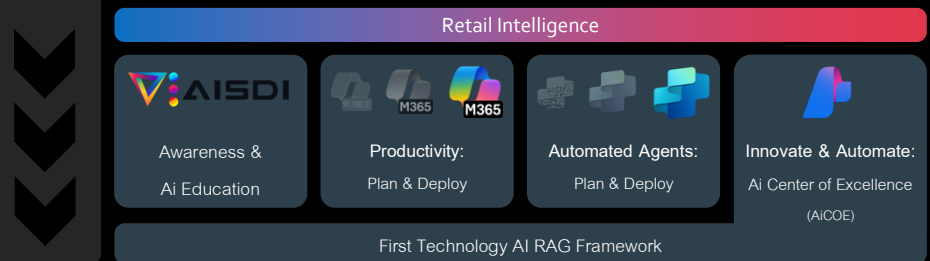 Retail Intelligence
AISDI
M365
M365
M365
Awareness &
Ai Education
Productivity:
Plan & Deploy
Automated Agents:
Plan & Deploy
Innovate & Automate:
Ai Center of Excellence
(AiCOE)
First Technology AI RAG Framework